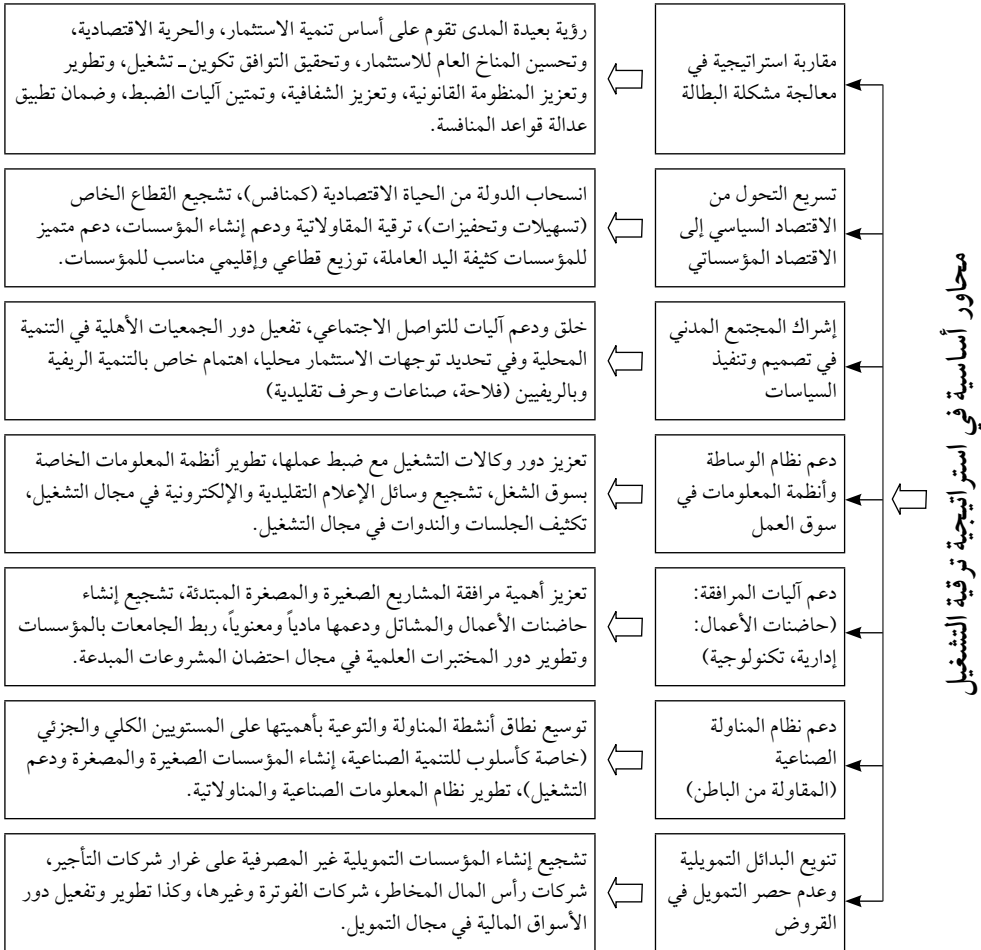 محاور أساسية في استراتيجية ترقية التشغيل
مقاربة استراتيجية في
معالجة مشكلة البطالة
رؤية بعيدة المدى تقوم على أساس تنمية الاستثمار، والحرية الاقتصادية،
وتحسين المناخ العام للاستثمار، وتحقيق التوافق تكوين ـ تشغيل، وتطوير
وتعزيز المنظومة القانونية، وتعزيز الشفافية، وتمتين آليات الضبط، وضمان تطبيق
عدالة قواعد المنافسة.
تسريع التحول من
الاقتصاد السياسي إلى
الاقتصاد المؤسساتي
انسحاب الدولة من الحياة الاقتصادية (كمنافس)، تشجيع القطاع الخاص
(تسهيلات وتحفيزات)، ترقية المقاولاتية ودعم إنشاء المؤسسات، دعم متميز
للمؤسسات كثيفة اليد العاملة، توزيع قطاعي وإقليمي مناسب للمؤسسات.
إشراك المجتمع المدني
في تصميم وتنفيذ
السياسات
خلق ودعم آليات للتواصل الاجتماعي، تفعيل دور الجمعيات الأهلية في التنمية
المحلية وفي تحديد توجهات الاستثمار محليا، اهتمام خاص بالتنمية الريفية
وبالريفيين (فلاحة، صناعات وحرف تقليدية)
دعم نظام الوساطة
وأنظمة المعلومات في
سوق العمل
تعزيز دور وكالات التشغيل مع ضبط عملها، تطوير أنظمة المعلومات الخاصة
بسوق الشغل، تشجيع وسائل الإعلام التقليدية والإلكترونية في مجال التشغيل،
تكثيف الجلسات والندوات في مجال التشغيل.
دعم آليات المرافقة:
(حاضنات الأعمال:
إدارية، تكنولوجية)
تعزيز أهمية مرافقة المشاريع الصغيرة والمصغرة المبتدئة، تشجيع إنشاء
حاضنات الأعمال والمشاتل ودعمها مادياً ومعنوياً، ربط الجامعات بالمؤسسات
وتطوير دور المختبرات العلمية في مجال احتضان المشروعات المبدعة.
دعم نظام المناولة
الصناعية
(المقاولة من الباطن)
توسيع نطاق أنشطة المناولة والتوعية بأهميتها على المستويين الكلي والجزئي
(خاصة كأسلوب للتنمية الصناعية، إنشاء المؤسسات الصغيرة والمصغرة ودعم
التشغيل)، تطوير نظام المعلومات الصناعية والمناولاتية.
تنويع البدائل التمويلية
وعدم حصر التمويل في
القروض
تشجيع إنشاء المؤسسات التمويلية غير المصرفية على غرار شركات التأجير،
شركات رأس المال المخاطر، شركات الفوترة وغيرها، وكذا تطوير وتفعيل دور
الأسواق المالية في مجال التمويل.